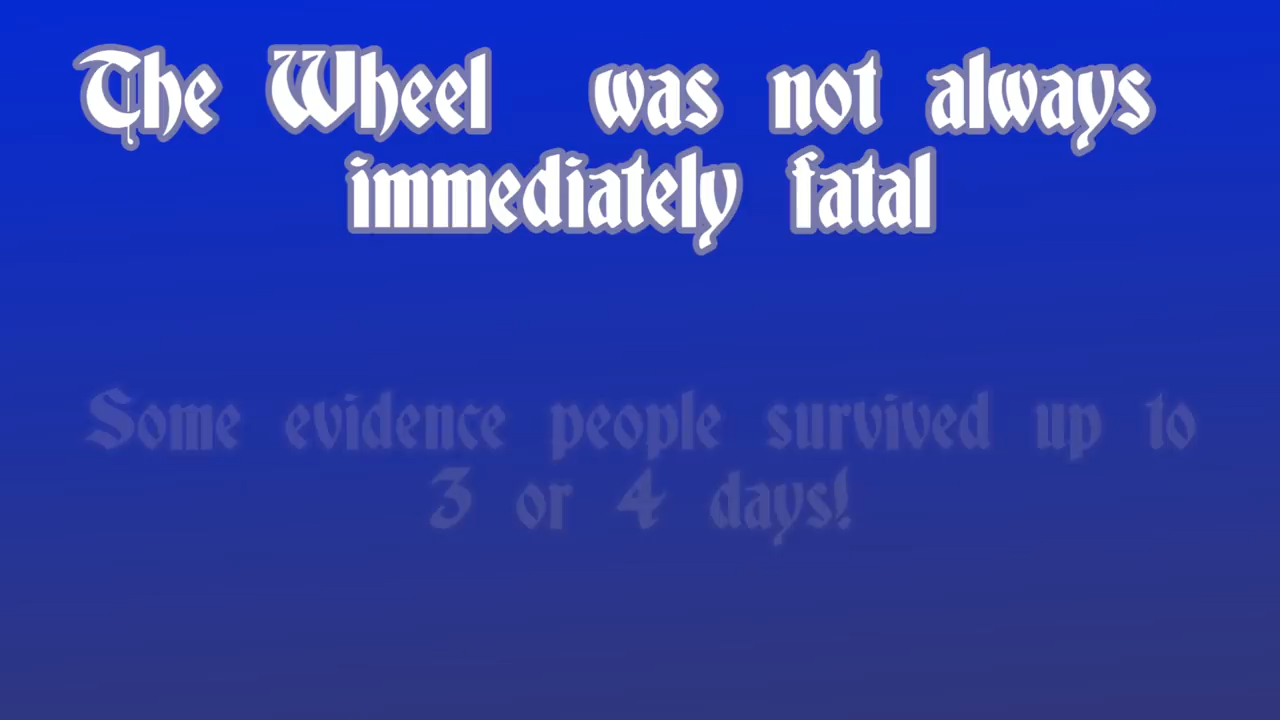 The Wheel was not always
immediately fatal
Some evidence people survived up to
3 or 4 days!